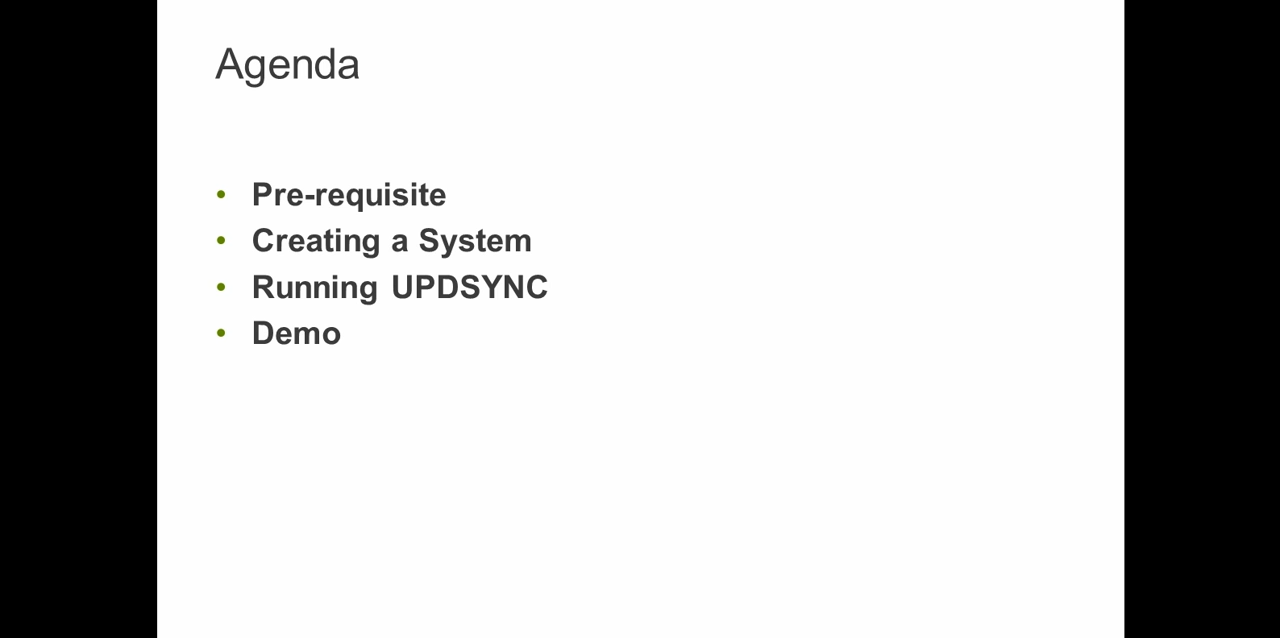 Agenda
• Pre-requisite
• Creating a System
• Running UPDSYNC
• Demo